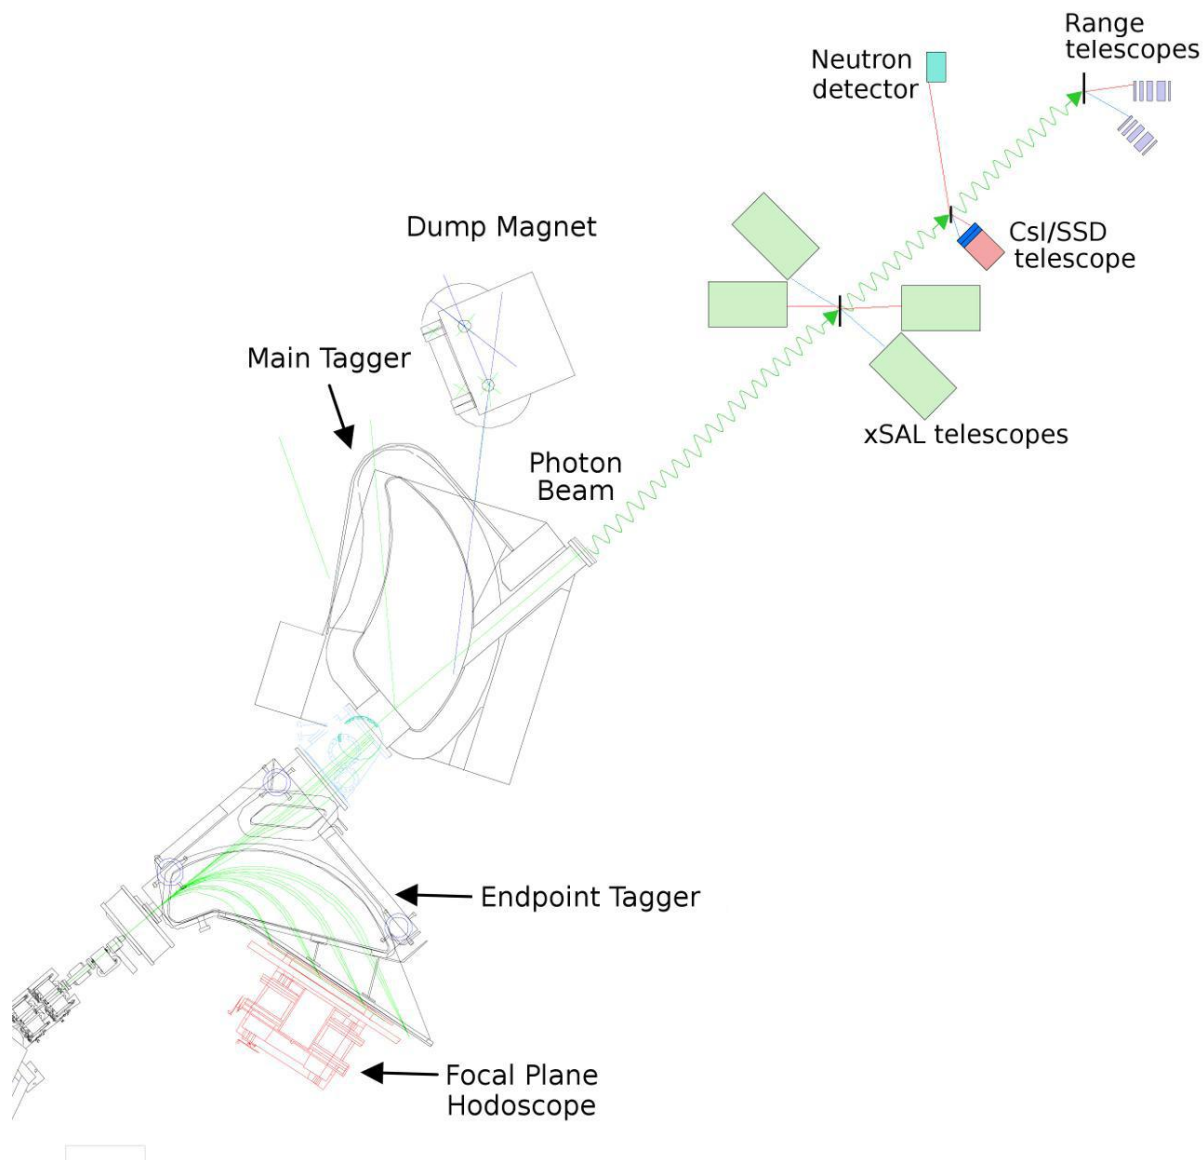 Range
telescopes
Neutron
detector
Dump Magnet
CsI/SSD
telescope
Main Tagger
xSAL telescopes
Photon
Beam
Endpoint Tagger
Focal Plane
Hodoscope